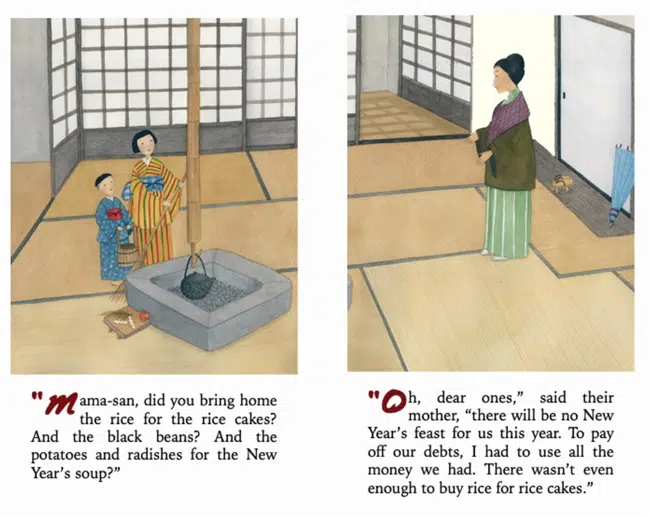 "Mama-san, did you bring home
the rice for the rice cakes?
And the black beans? And the
potatoes and radishes for the New
Year's soup?"
"Oh, dear ones," said their
mother, "there will be no New
Year's feast for us this year. To pay
off our debts, I had to use all the
money we had. There wasn't even
enough to buy rice for rice cakes."